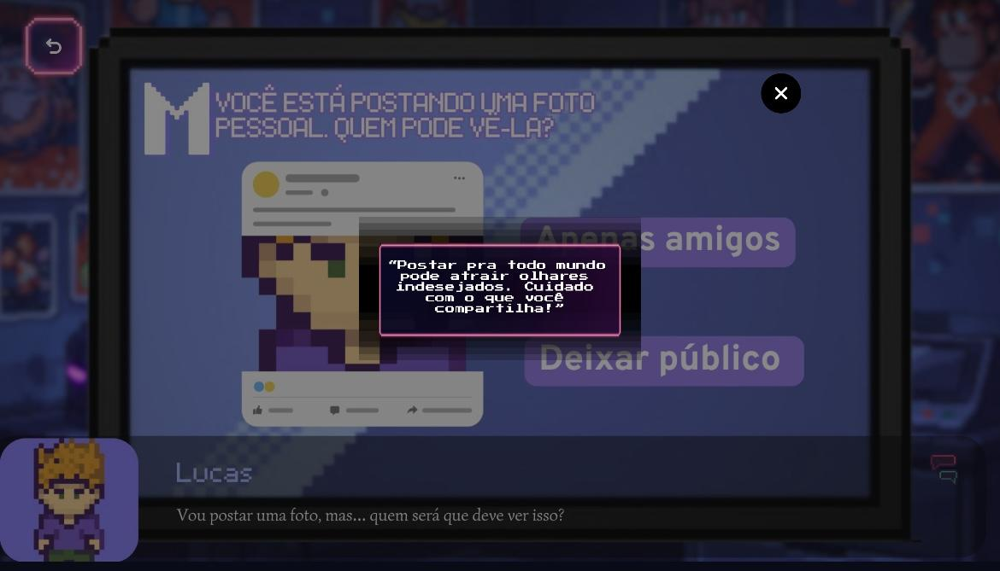 M VOCÊ ESTÁ POSTANDO UMA FOTO
PESSOAL. QUEM PODE VÊ-LA?
Apenas amigos
“Postar pra todo mundo
pode atrair olhares
indesejados. Cuidado
com o que você
compartilha!”
Deixar público
Lucas
Vou postar uma foto, mas... quem será que deve ver isso?